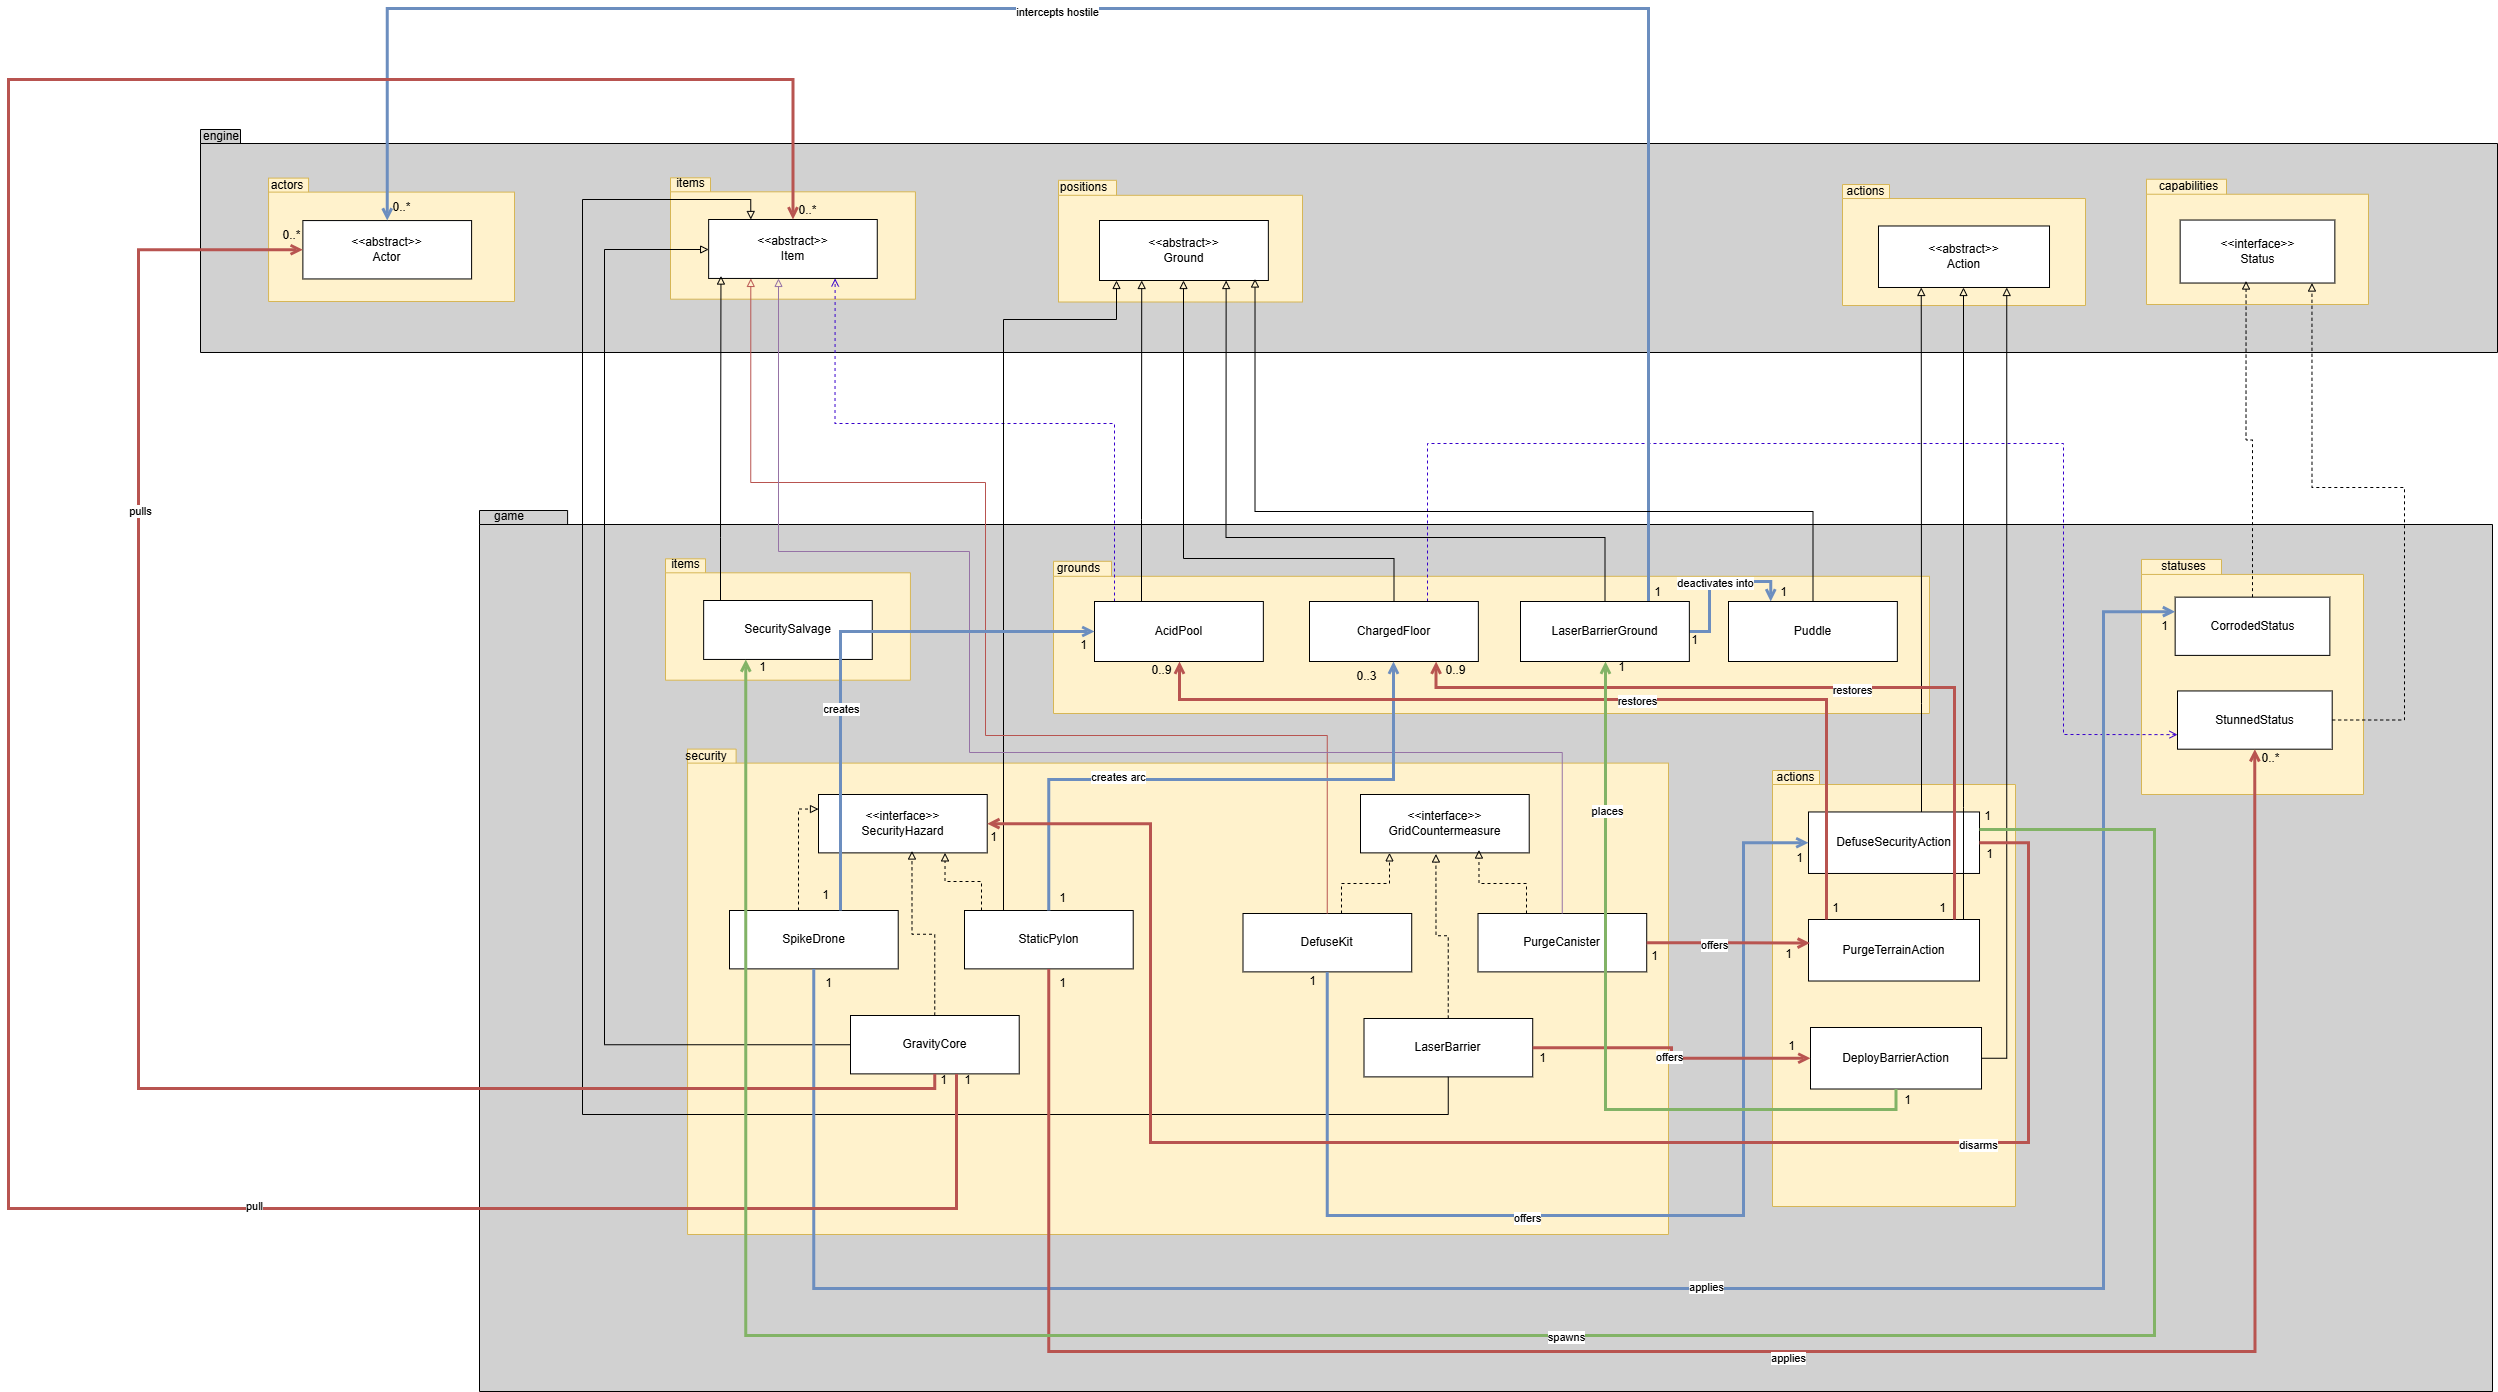 intercepts hostile
engine
actors
items
positions
actions
capabilities
0..*
0..*
0..*
<<abstract>>
Actor
<<abstract>>
Item
<<abstract>>
Ground
<<abstract>>
Action
<<interface>>
Status
pulls
game
items
grounds
statuses
deactivates into
1
1
SecuritySalvage
AcidPool
ChargedFloor
LaserBarrierGround
Puddle
CorrodedStatus
1
1
1
1
1
0..9
0..3
0..9
restores
restores
creates
StunnedStatus
security
0..*
creates arc
actions
<<interface>>
SecurityHazard
1
<<interface>>
GridCountermeasure
places
1
DefuseSecurityAction
1
1
1
1
1
1
SpikeDrone
StaticPylon
DefuseKit
PurgeCanister
offers
PurgeTerrainAction
1
1
1
1
1
GravityCore
LaserBarrier
1
offers
1
DeployBarrierAction
1
1
1
disarms
pull
offers
applies
spawns
applies